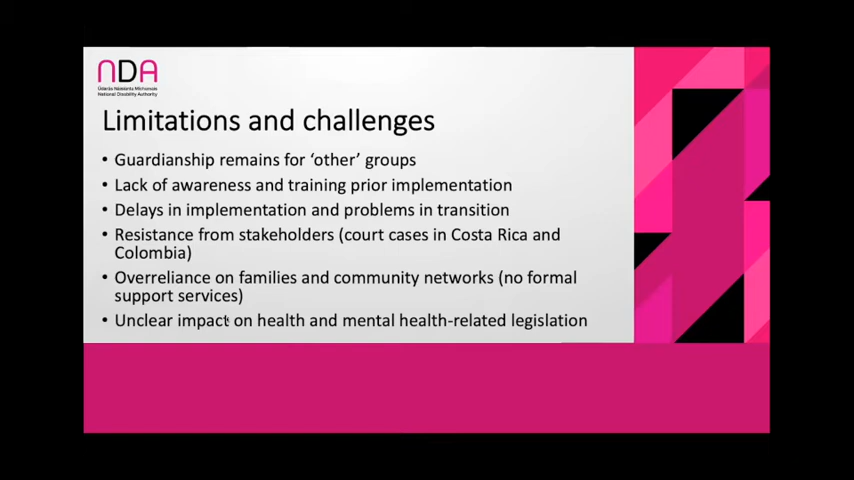 nDA
Údarás Náisiúnta Míchumais
National Disability Authority
Limitations and challenges
• Guardianship remains for ‘other’ groups
• Lack of awareness and training prior implementation
• Delays in implementation and problems in transition
• Resistance from stakeholders (court cases in Costa Rica and
Colombia)
• Overreliance on families and community networks (no formal
support services)
• Unclear impact on health and mental health-related legislation